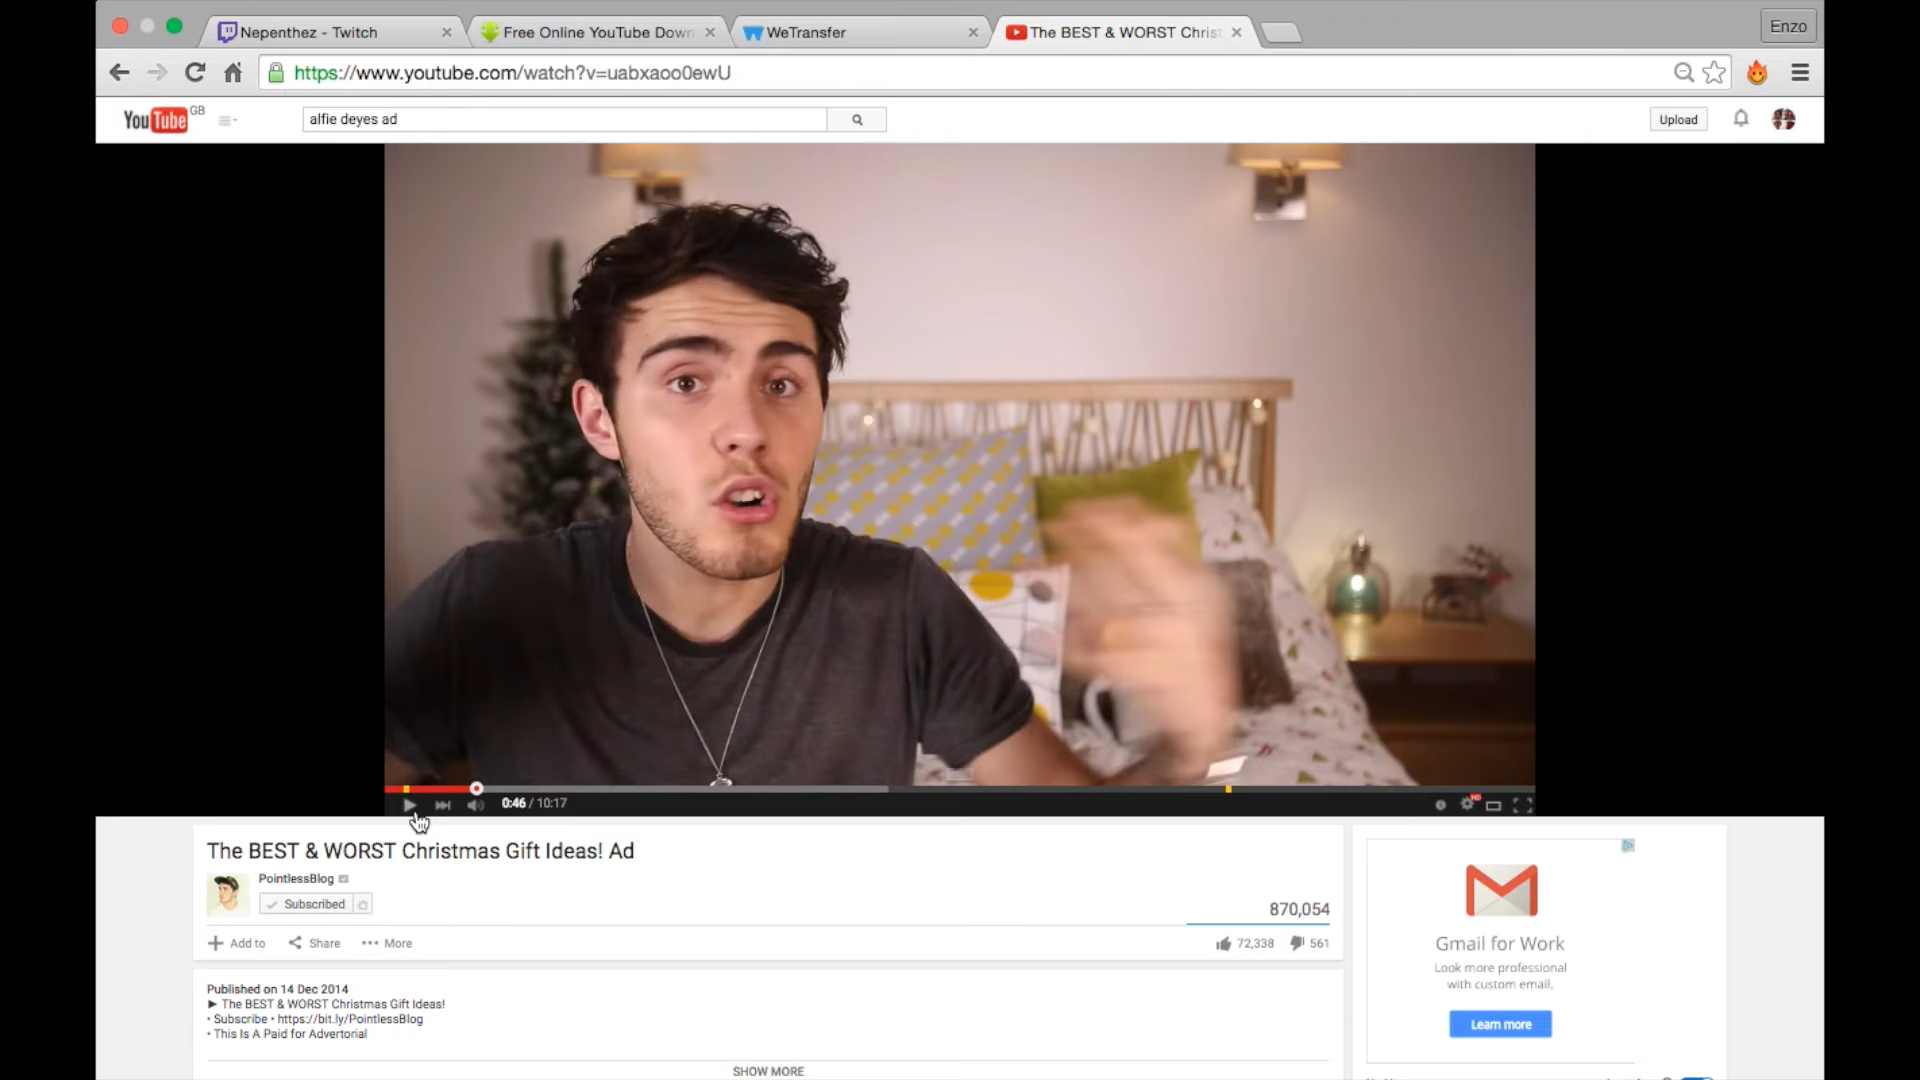 Nepenthez - Twitch
Free Online YouTube Down
WeTransfer
The BEST & WORST Christ
Enzo
https://www.youtube.com/watch?v=uabxaoo0ewU
YouTube GB
alfie deyes ad
Upload
0:46 / 10:17
HD
The BEST & WORST Christmas Gift Ideas! Ad
PointlessBlog
Subscribed
870,054
Add to
Share
More
72,338
561
Published on 14 Dec 2014
► The BEST & WORST Christmas Gift Ideas!
• Subscribe • https://bit.ly/PointlessBlog
• This Is A Paid for Advertorial
SHOW MORE
Gmail for Work
Look more professional
with custom email.
Learn more